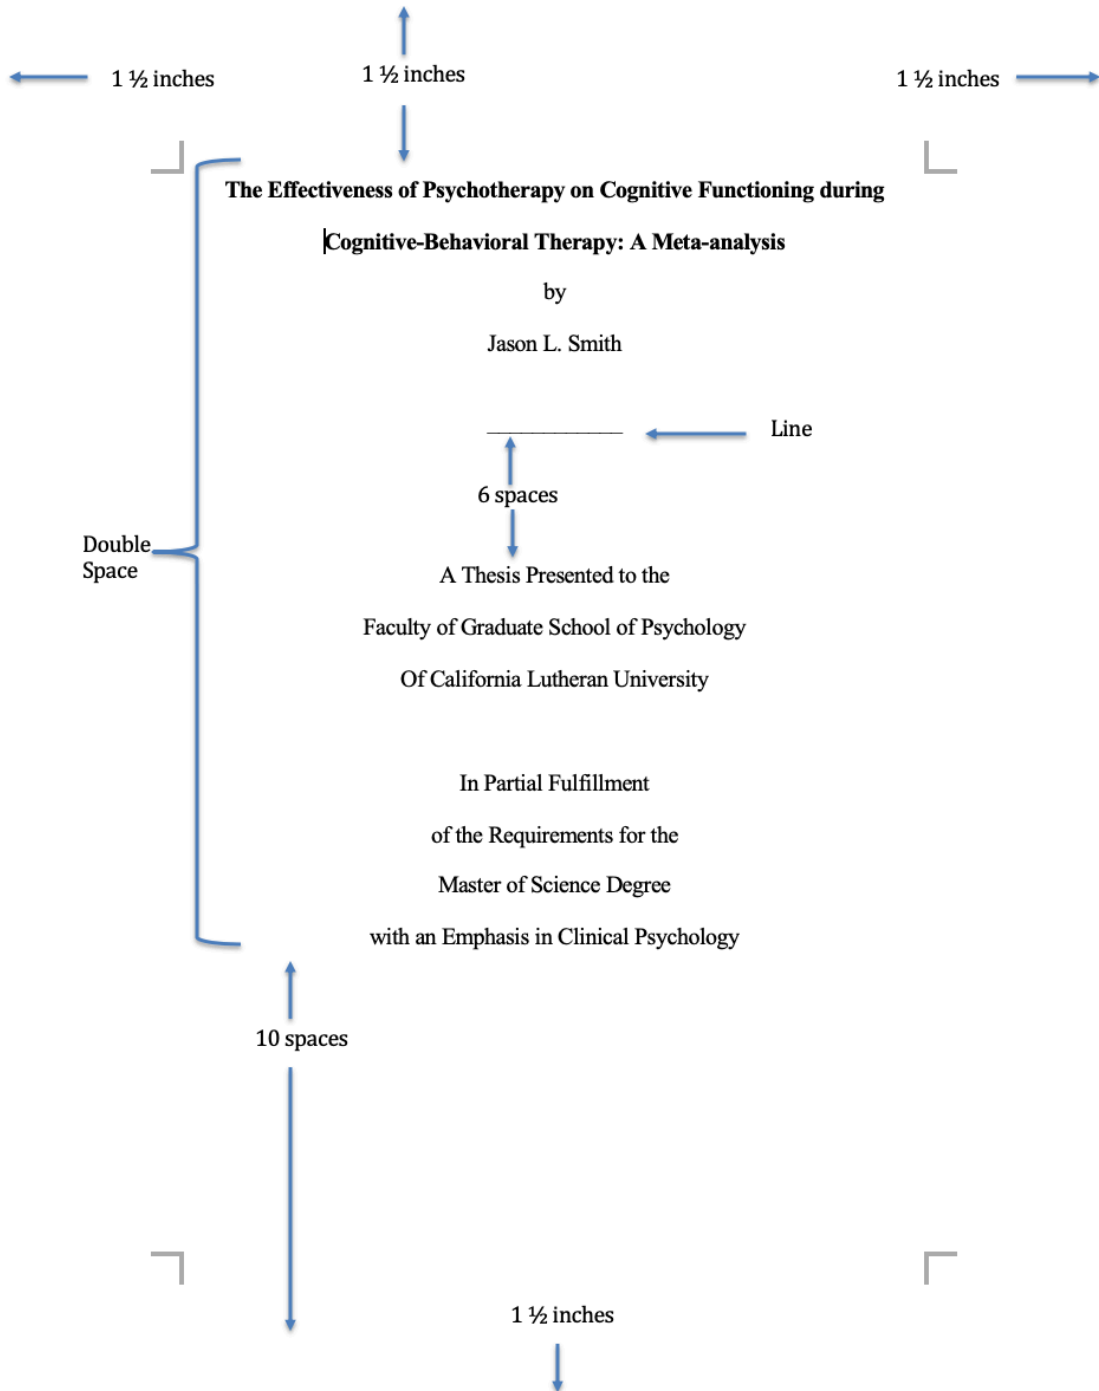 1 ½ inches
1 ½ inches
1 ½ inches
The Effectiveness of Psychotherapy on Cognitive Functioning during
Cognitive-Behavioral Therapy: A Meta-analysis
by
Jason L. Smith
Line
6 spaces
Double
Space
A Thesis Presented to the
Faculty of Graduate School of Psychology
Of California Lutheran University
In Partial Fulfillment
of the Requirements for the
Master of Science Degree
with an Emphasis in Clinical Psychology
10 spaces
1 ½ inches